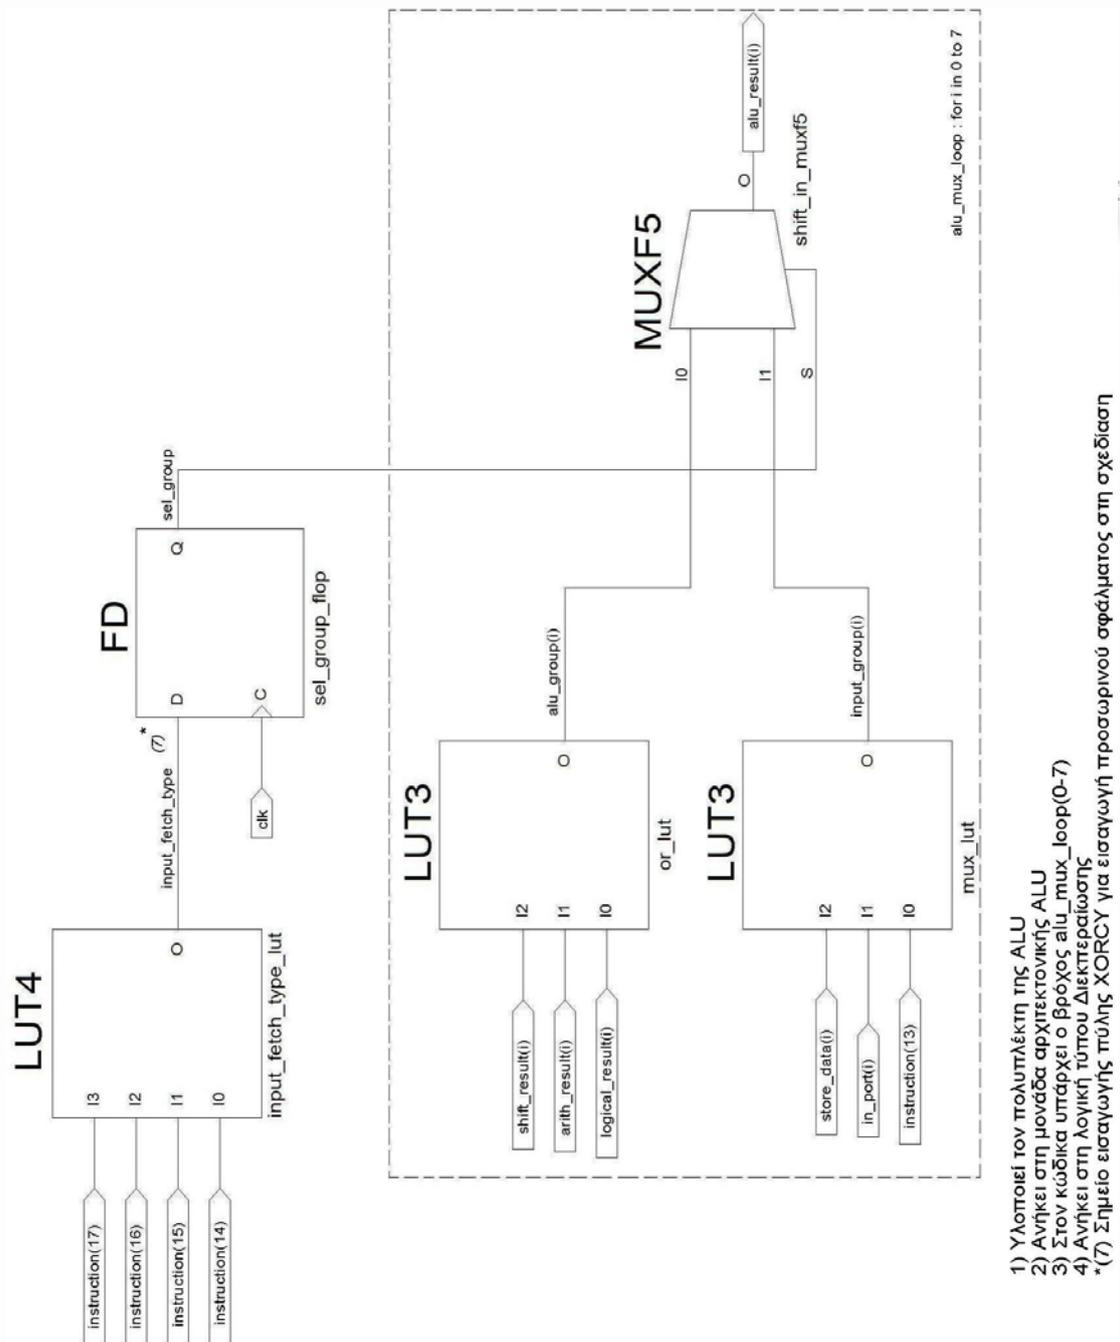 LUT4
instruction(17)
I3
instruction(16)
I2
instruction(15)
I1
instruction(14)
I0
O
input_fetch_type_lut
input_fetch_type
(7)
*
FD
D
Q
clk
C
sel_group_flop
sel_group
LUT3
shift_result(i)
I2
arith_result(i)
I1
logical_result(i)
I0
O
or_lut
alu_group(i)
LUT3
store_data(i)
I2
in_port(i)
I1
instruction(13)
I0
O
mux_lut
input_group(i)
MUXF5
I0
I1
S
O
alu_result(i)
shift_in_muxf5
alu_mux_loop : for i in 0 to 7
1) Υλοποιεί τον πολυπλέκτη της ALU
2) Ανήκει στη μονάδα αρχιτεκτονικής ALU
3) Στον κώδικα υπάρχει ο βρόχος alu_mux_loop(0-7)
4) Ανήκει στη λογική τύπου Διεκπεραίωσης
*(7) Σημείο εισαγωγής πύλης XORCY για εισαγωγή προσωρινού σφάλματος στη σχεδίαση